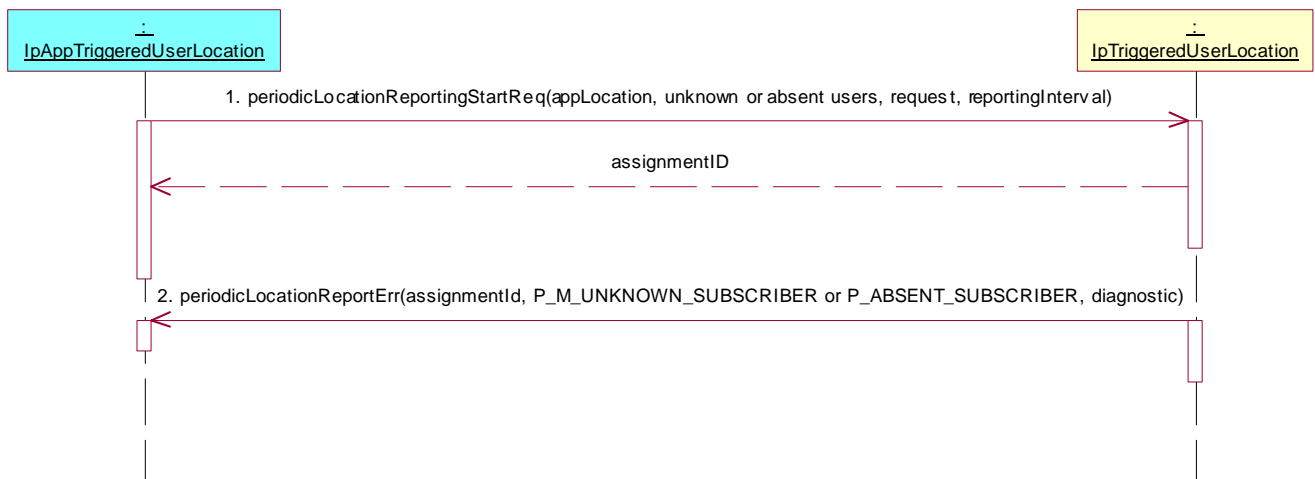 :
IpAppTriggeredUserLocation
:
IpTriggeredUserLocation
1. periodicLocationReportingStartReq(appLocation, unknown or absent users, request, reportingInterval)
assignmentID
2. periodicLocationReportErr(assignmentId, P_M_UNKNOWN_SUBSCRIBER or P_ABSENT_SUBSCRIBER, diagnostic)